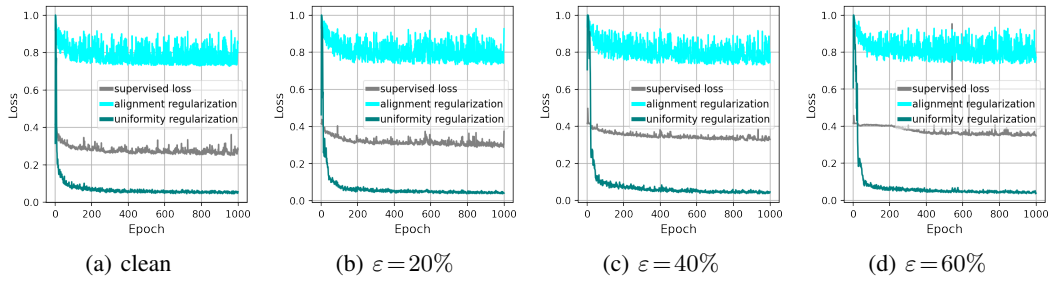 1.0
0.8
0.6
0.4
0.2
0.0
Loss
supervised loss
alignment regularization
uniformity regularization
0 200 400 600 800 1000
Epoch
(a) clean
1.0
0.8
0.6
0.4
0.2
0.0
Loss
supervised loss
alignment regularization
uniformity regularization
0 200 400 600 800 1000
Epoch
(b) ε=20%
1.0
0.8
0.6
0.4
0.2
0.0
Loss
supervised loss
alignment regularization
uniformity regularization
0 200 400 600 800 1000
Epoch
(c) ε=40%
1.0
0.8
0.6
0.4
0.2
0.0
Loss
supervised loss
alignment regularization
uniformity regularization
0 200 400 600 800 1000
Epoch
(d) ε=60%